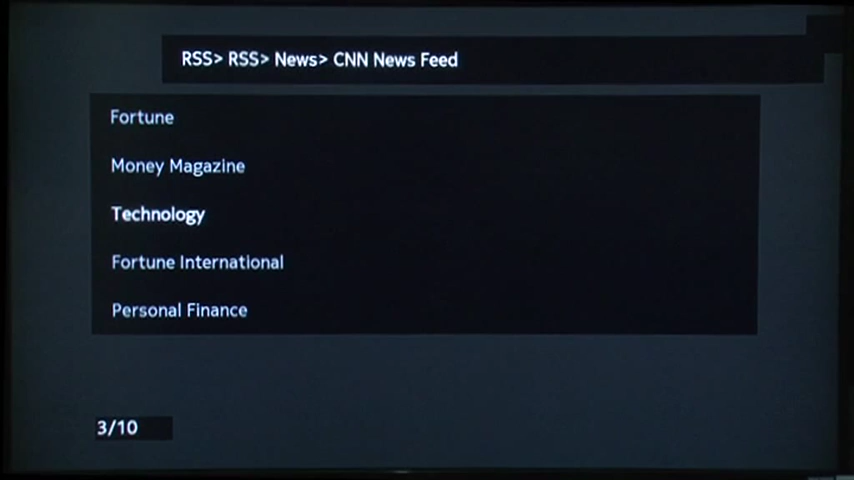 RSS> RSS> News> CNN News Feed
Fortune
Money Magazine
Technology
Fortune International
Personal Finance
3/10